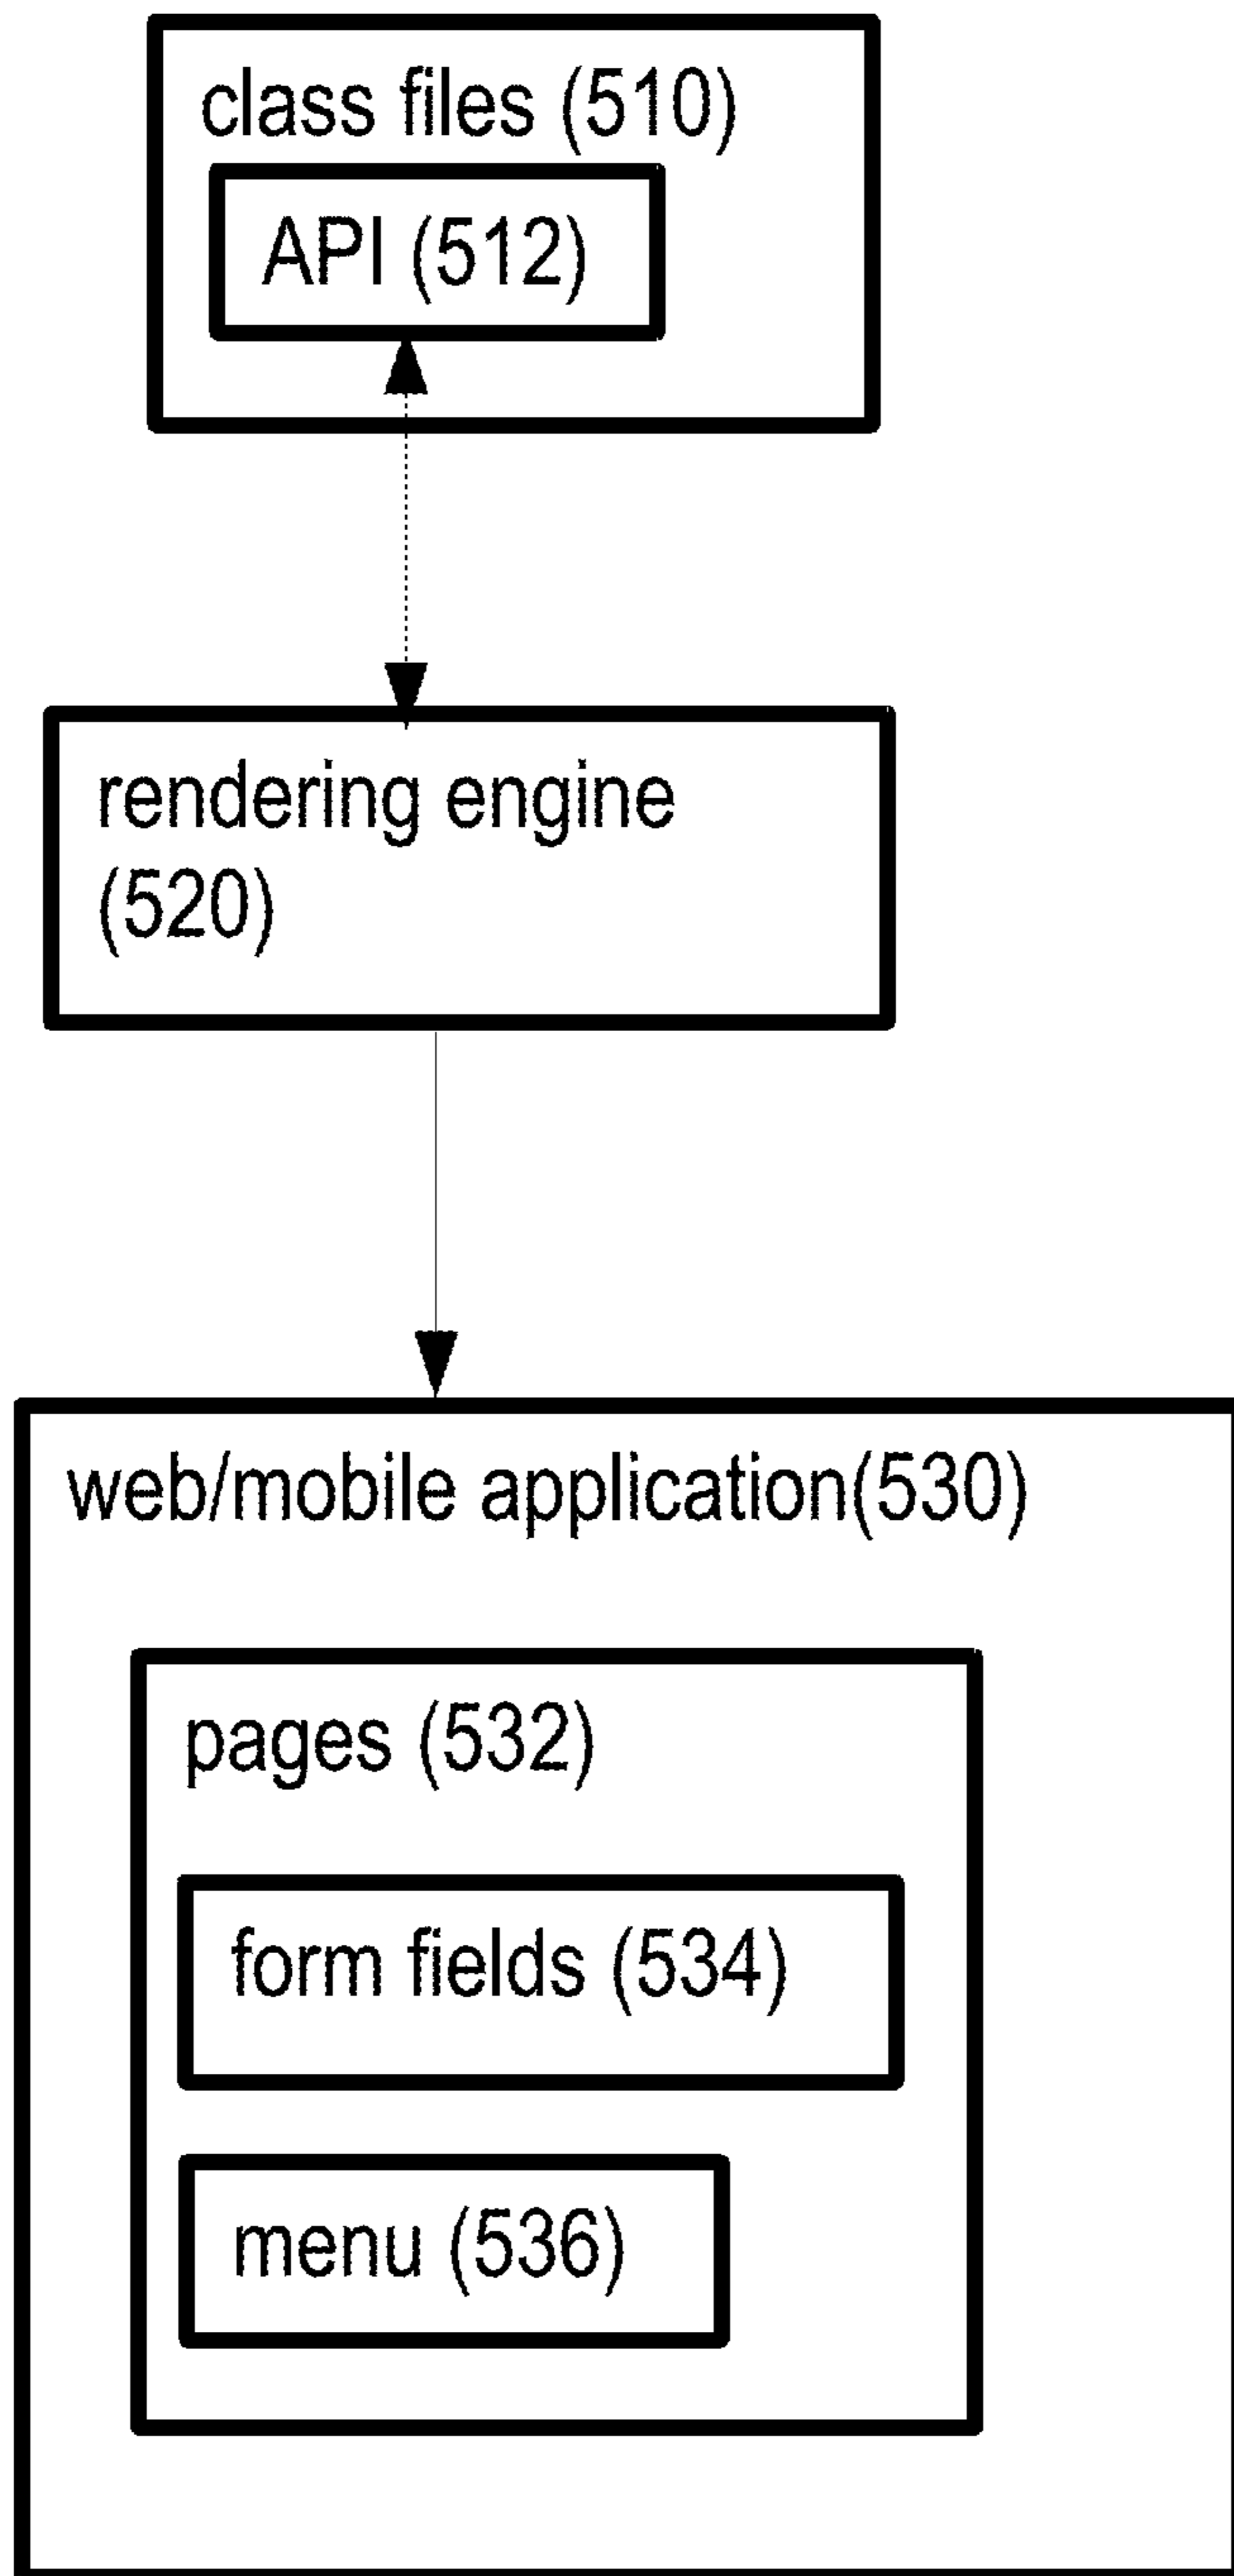 class files (510)
API (512)
rendering engine
(520)
web/mobile application(530)
pages (532)
form fields (534)
menu (536)